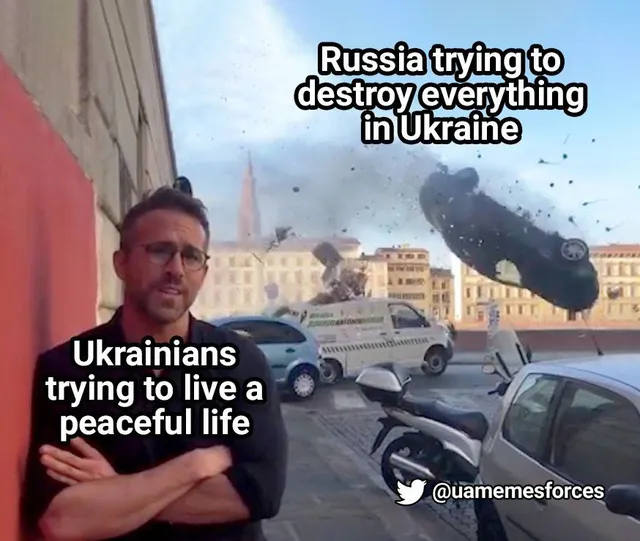 Russia trying to
destroy everything
in Ukraine
Ukrainians
trying to live a
peaceful life
@uamemesforces